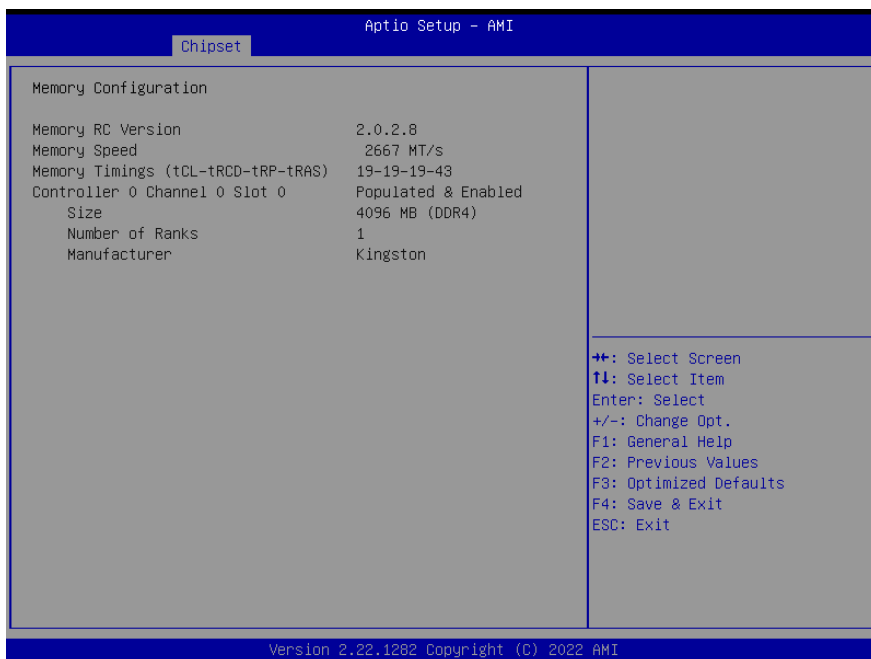 Aptio Setup – AMI
Chipset
Memory Configuration
Memory RC Version 2.0.2.8
Memory Speed 2667 MT/s
Memory Timings (tCL-tRCD-tRP-tRAS) 19-19-19-43
Controller 0 Channel 0 Slot 0 Populated & Enabled
Size 4096 MB (DDR4)
Number of Ranks 1
Manufacturer Kingston
→←: Select Screen
↑↓: Select Item
Enter: Select
+/-: Change Opt.
F1: General Help
F2: Previous Values
F3: Optimized Defaults
F4: Save & Exit
ESC: Exit
Version 2.22.1282 Copyright (C) 2022 AMI